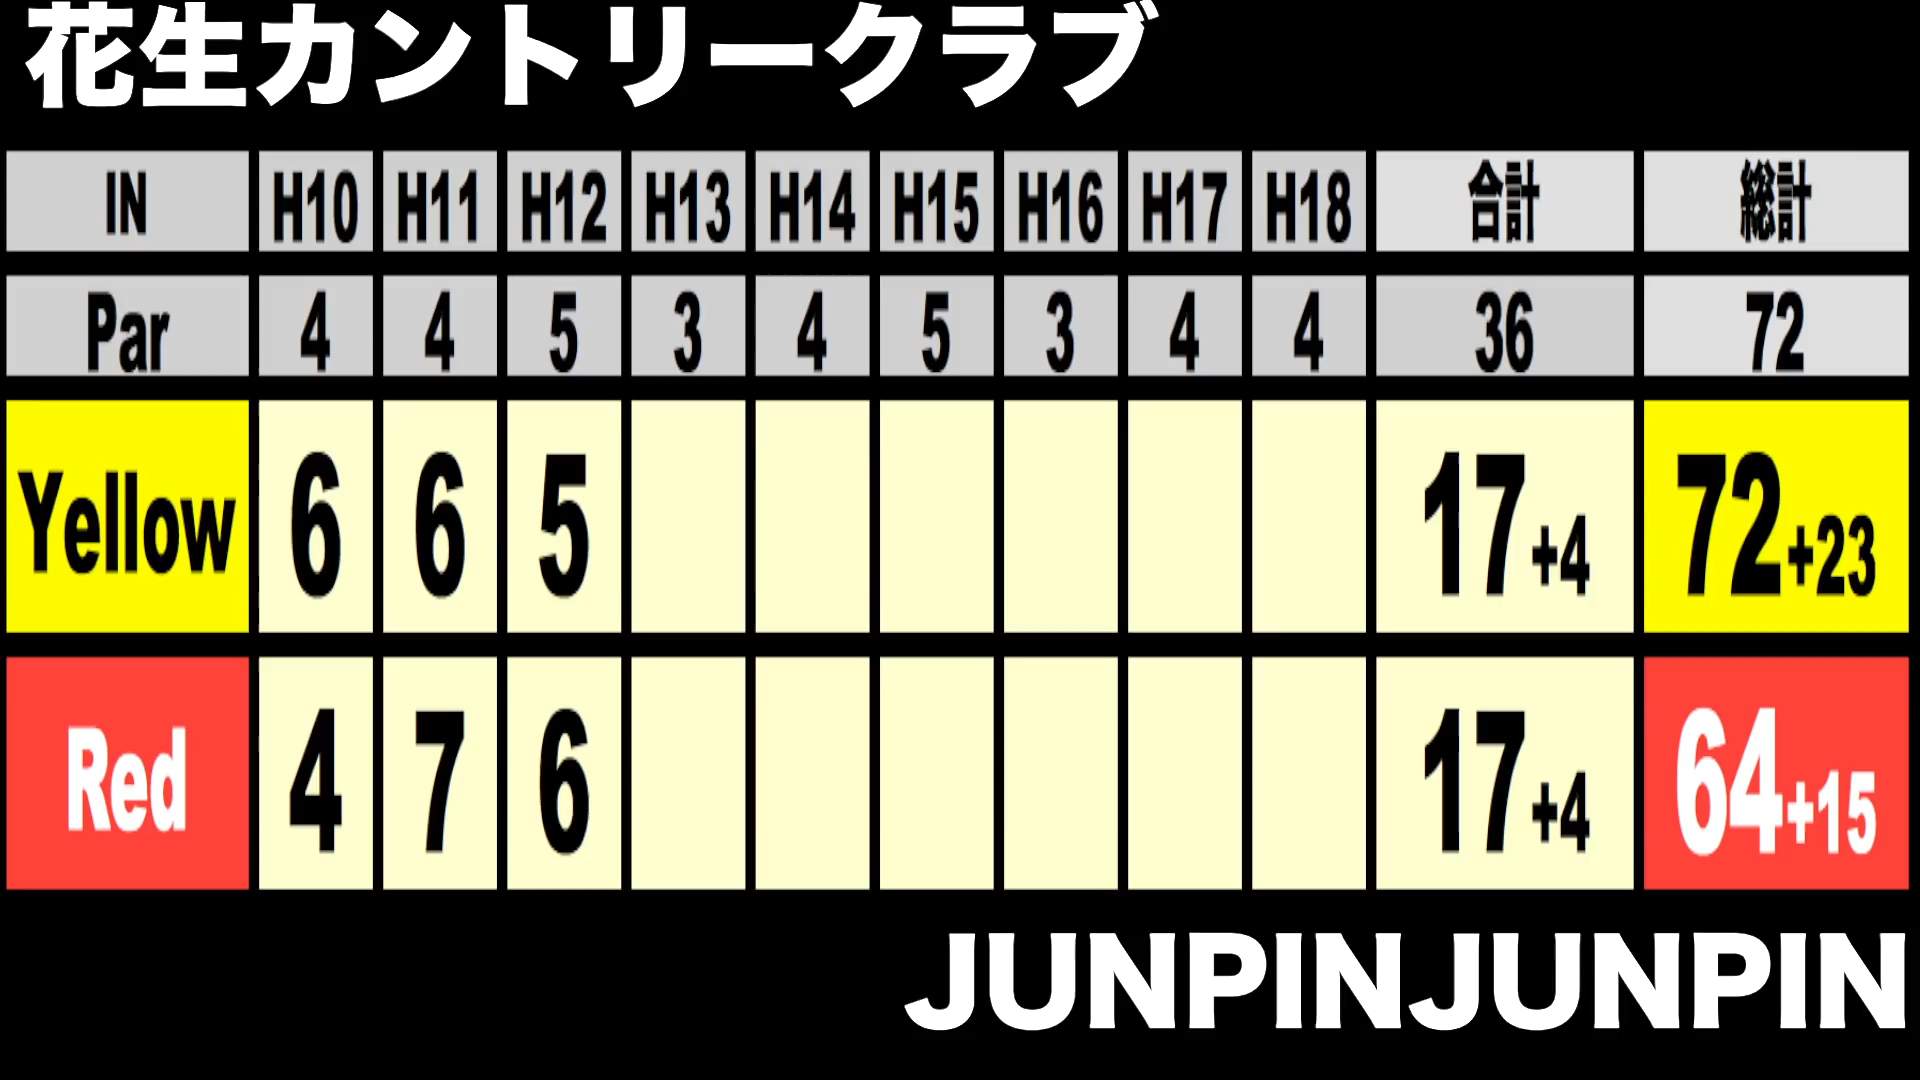 花生カントリークラブ
IN H10 H11 H12 H13 H14 H15 H16 H17 H18 合計 総計
Par 4 4 5 3 4 5 3 4 4 36 72
Yellow 6 6 5 17+4 72+23
Red 4 7 6 17+4 64+15
JUNPINJUNPIN